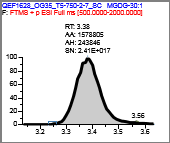 QEF1628_OG35_T5-750-2-7_SC MGDG-30:1
F: FTMS + p ESI Full ms [500.0000-2000.0000]
RT: 3.38
AA: 1578805
AH: 243846
SN: 2.41E+017
100
80
60
40
20
0
3.56
3.2 3.3 3.4 3.5 3.6